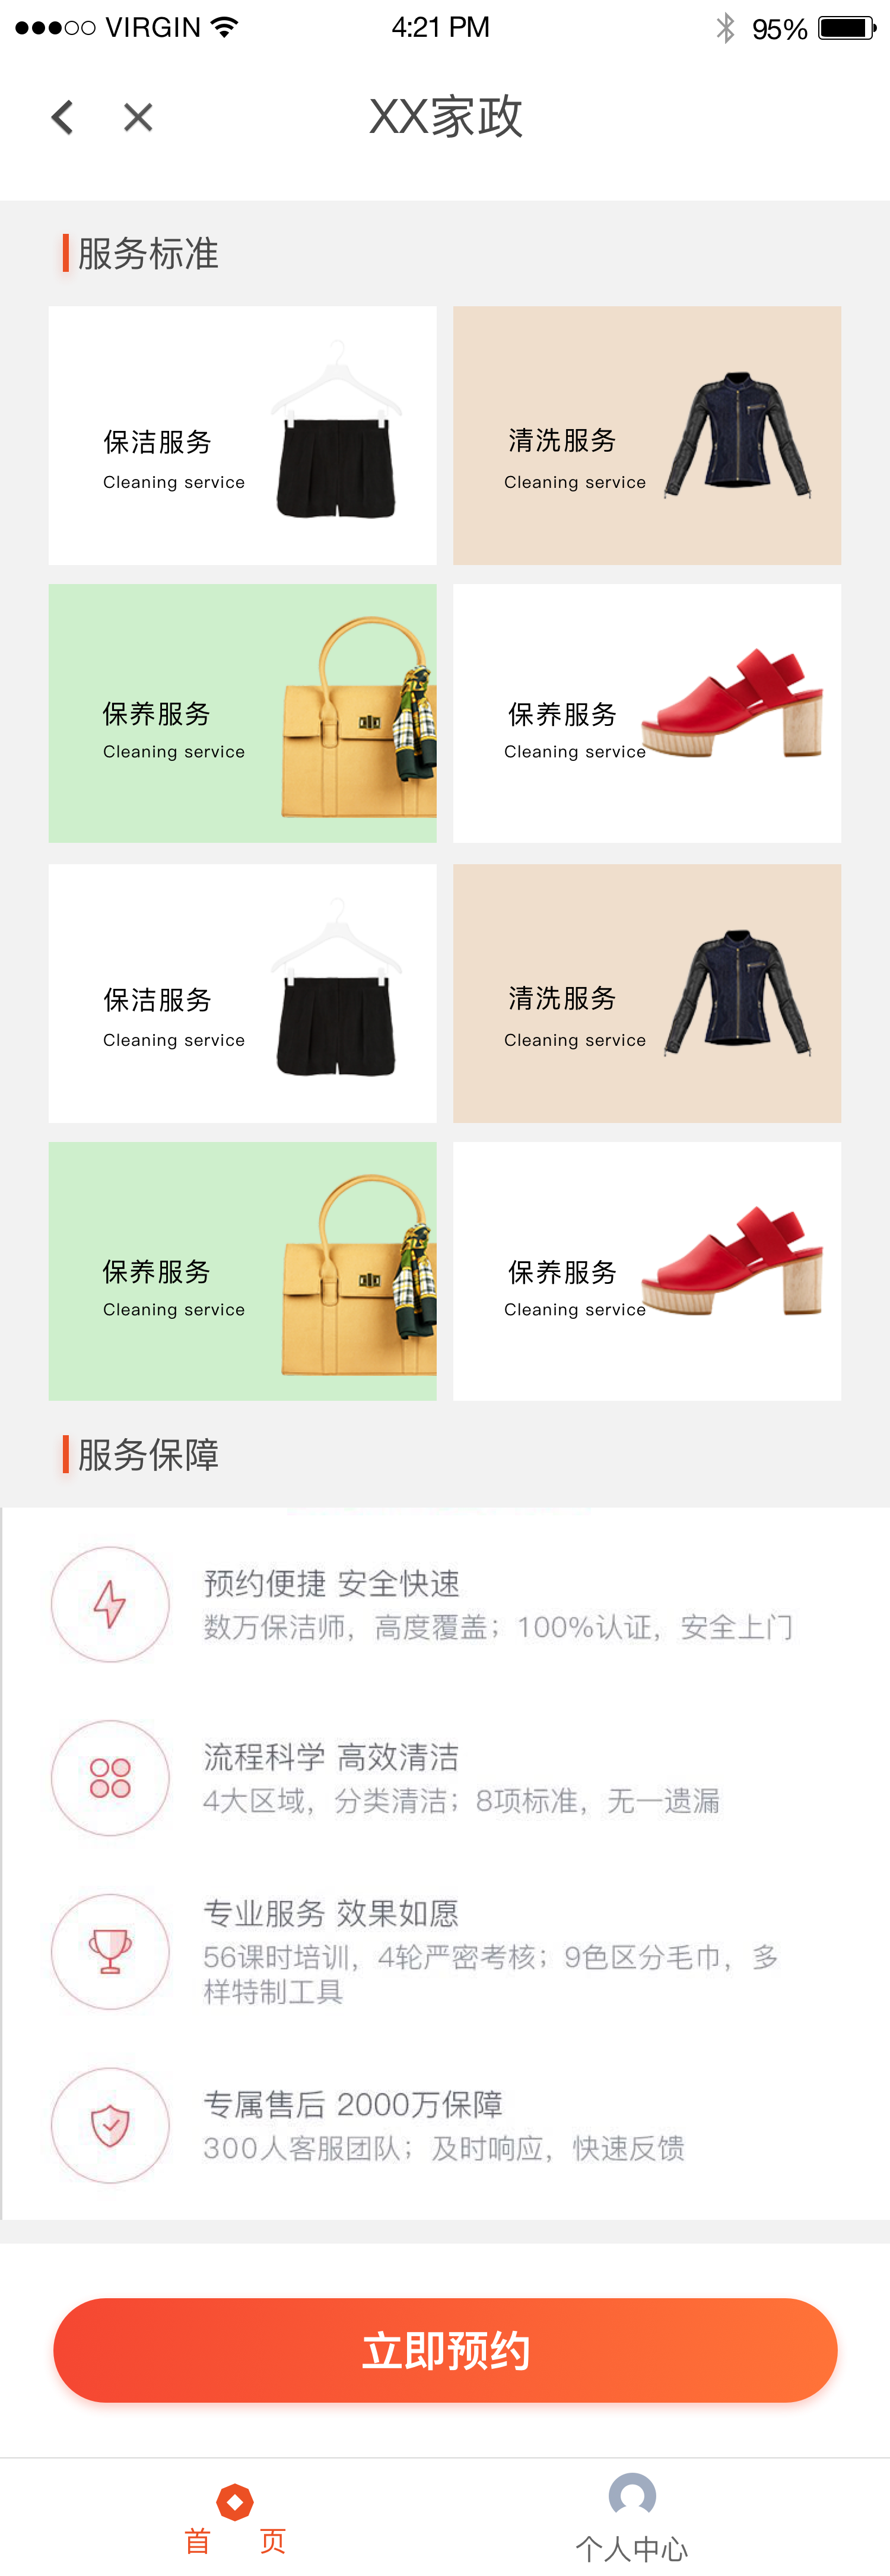 VIRGIN
4:21 PM
95%
XX家政
服务标准
保洁服务
Cleaning service
清洗服务
Cleaning service
保养服务
Cleaning service
保养服务
Cleaning service
保洁服务
Cleaning service
清洗服务
Cleaning service
保养服务
Cleaning service
保养服务
Cleaning service
服务保障
预约便捷 安全快速
数万保洁师，高度覆盖；100%认证，安全上门
流程科学 高效清洁
4大区域，分类清洁；8项标准，无一遗漏
专业服务 效果如愿
56课时培训，4轮严密考核；9色区分毛巾，多
样特制工具
专属售后 2000万保障
300人客服团队；及时响应，快速反馈
立即预约
首 页
个人中心